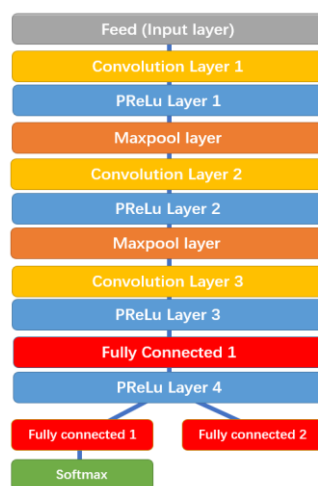 Feed (Input layer)
Convolution Layer 1
PReLu Layer 1
Maxpool layer
Convolution Layer 2
PReLu Layer 2
Maxpool layer
Convolution Layer 3
PReLu Layer 3
Fully Connected 1
PReLu Layer 4
Fully connected 1
Fully connected 2
Softmax